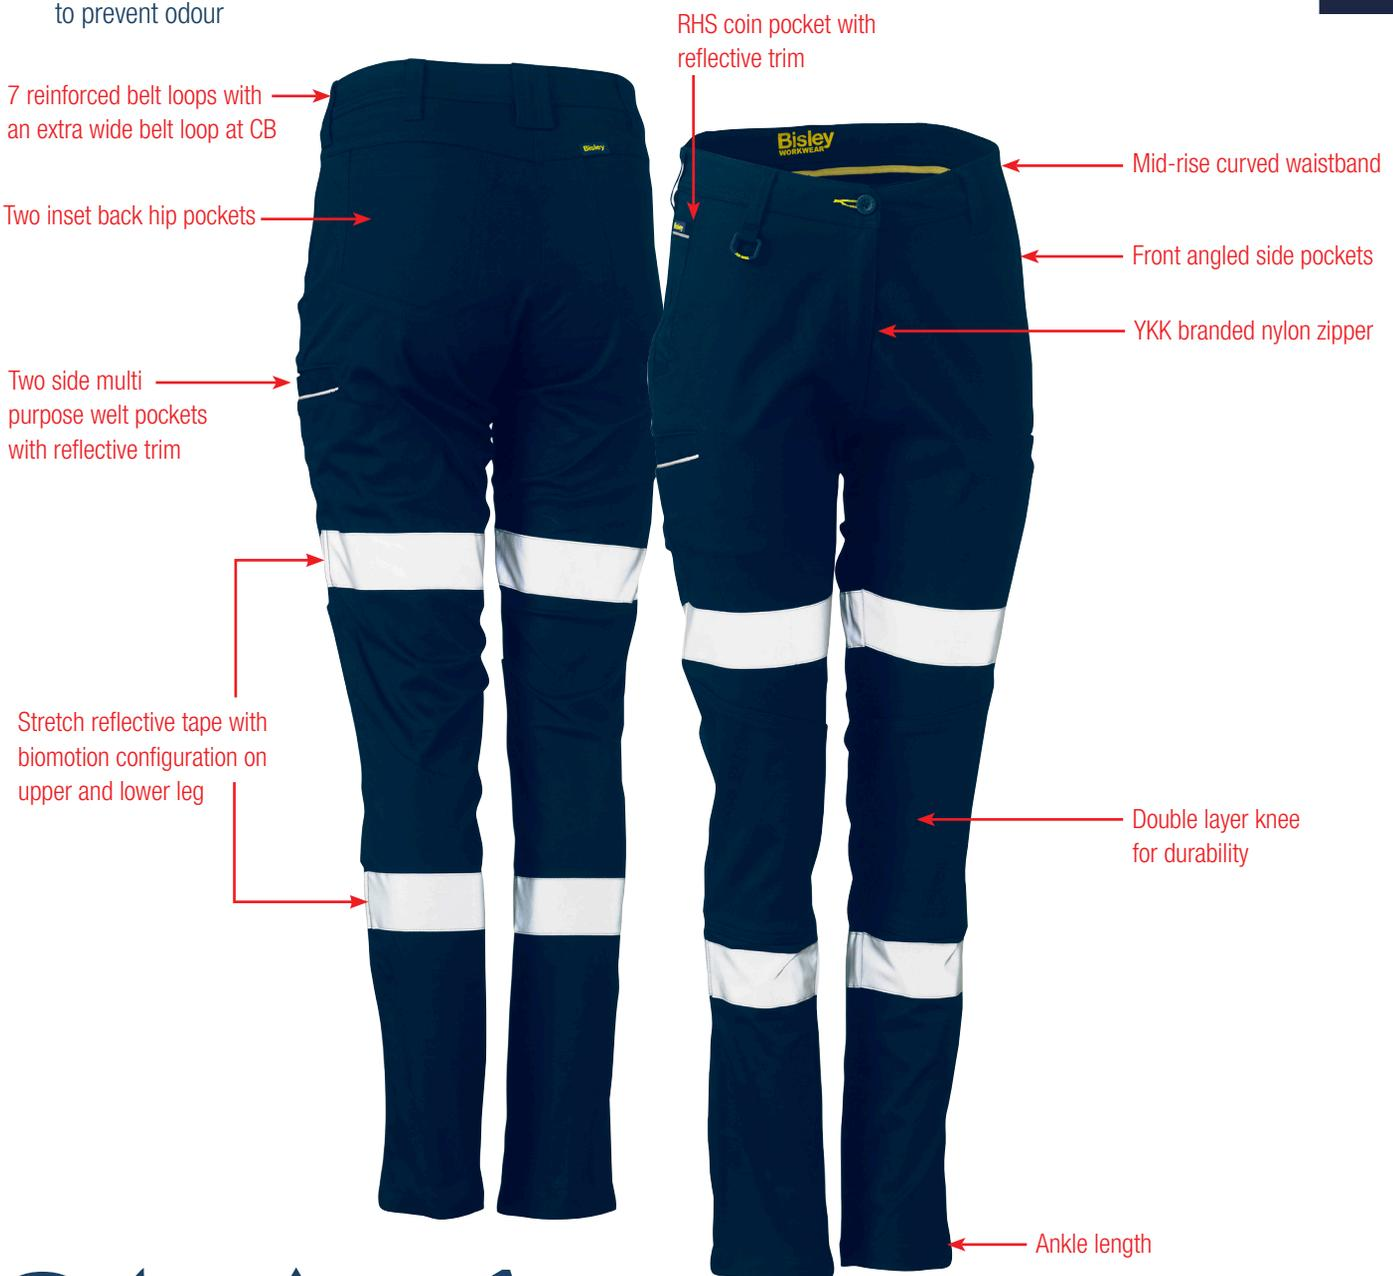 to prevent odour
RHS coin pocket with
reflective trim
7 reinforced belt loops with
an extra wide belt loop at CB
Bisley
Bisley
WORKWEAR
Mid-rise curved waistband
Two inset back hip pockets
Front angled side pockets
YKK branded nylon zipper
Two side multi
purpose welt pockets
with reflective trim
Stretch reflective tape with
biomotion configuration on
upper and lower leg
Double layer knee
for durability
Ankle length